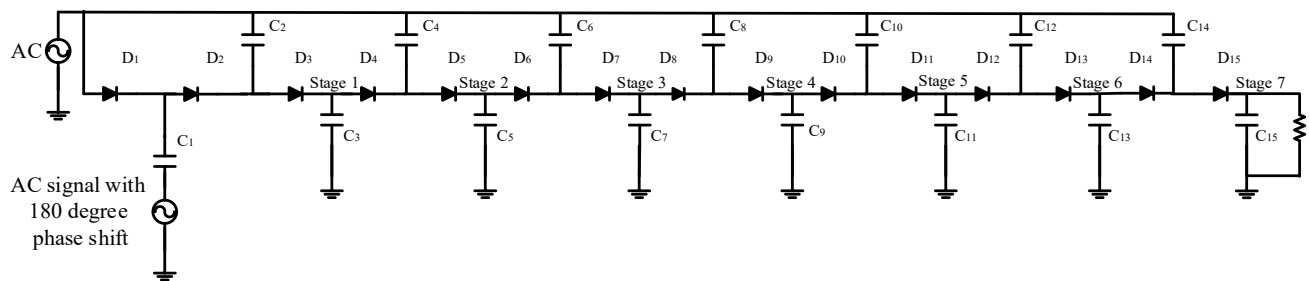 C2
C4
C6
C8
C10
C12
C14
AC
D1
D2
D3
D4
D5
D6
D7
D8
D9
D10
D11
D12
D13
D14
D15
Stage 1
Stage 2
Stage 3
Stage 4
Stage 5
Stage 6
Stage 7
C1
C3
C5
C7
C9
C11
C13
C15
AC signal with
180 degree
phase shift